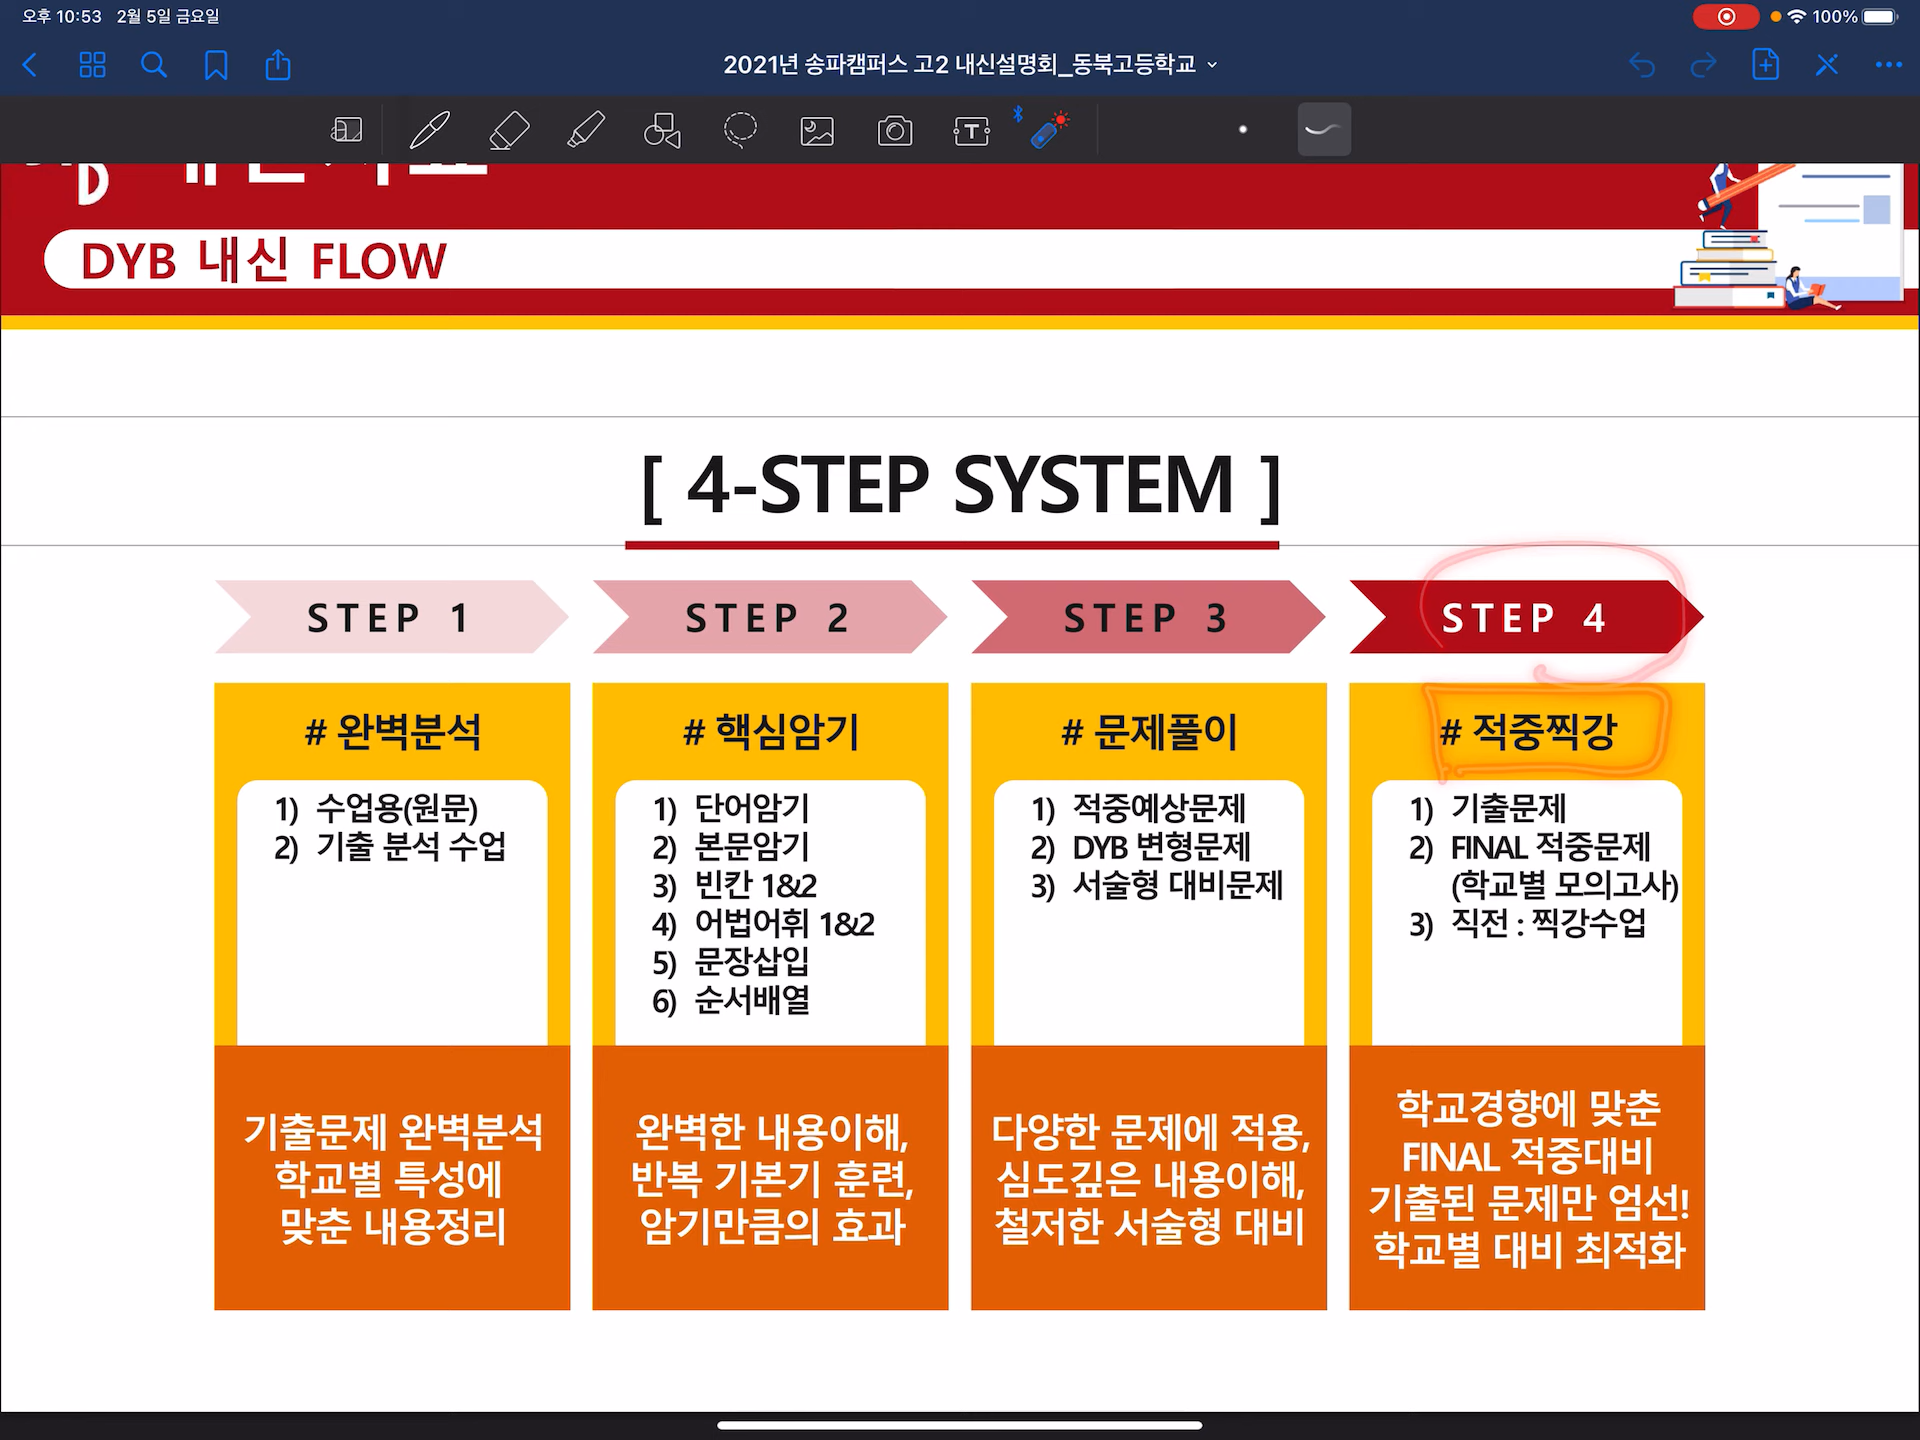 오후 10:53 2월 5일 금요일
100%
2021년 송파캠퍼스 고2 내신설명회_동북고등학교
DYB 내신 FLOW
[ 4-STEP SYSTEM ]
STEP 1
STEP 2
STEP 3
STEP 4
# 완벽분석
1) 수업용(원문)
2) 기출 분석 수업
기출문제 완벽분석
학교별 특성에
맞춘 내용정리
# 핵심암기
1) 단어암기
2) 본문암기
3) 빈칸 1&2
4) 어법어휘 1&2
5) 문장삽입
6) 순서배열
완벽한 내용이해,
반복 기본기 훈련,
암기만큼의 효과
# 문제풀이
1) 적중예상문제
2) DYB 변형문제
3) 서술형 대비문제
다양한 문제에 적용,
심도깊은 내용이해,
철저한 서술형 대비
# 적중찍강
1) 기출문제
2) FINAL 적중문제
(학교별 모의고사)
3) 직전 : 찍강수업
학교경향에 맞춘
FINAL 적중대비
기출된 문제만 엄선!
학교별 대비 최적화